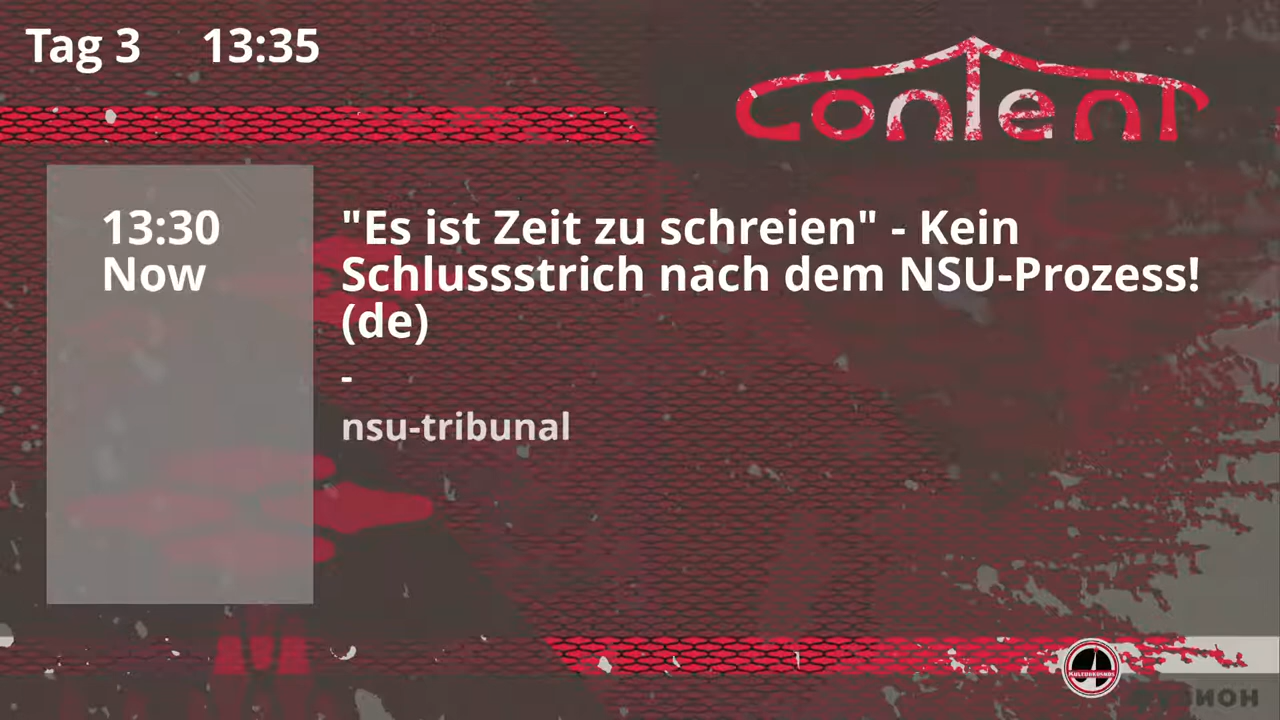 Tag 3 13:35
conTenT
13:30
Now
"Es ist Zeit zu schreien" - Kein
Schlussstrich nach dem NSU-Prozess!
(de)
-
nsu-tribunal